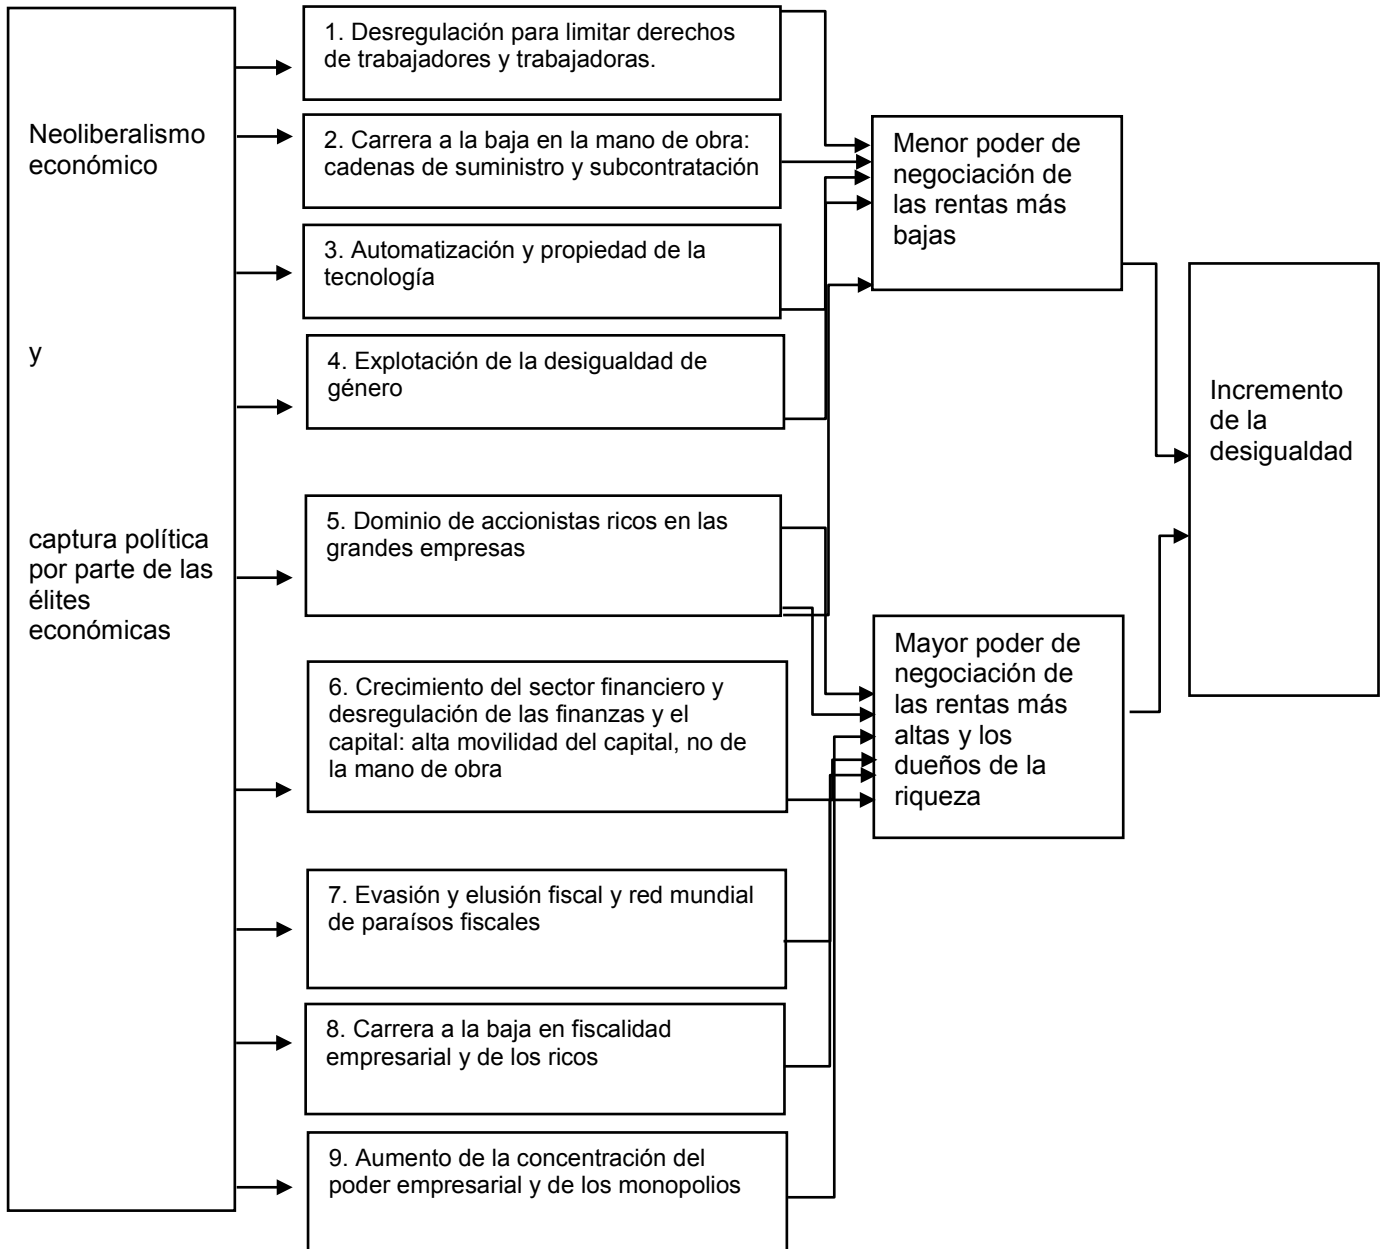 Neoliberalismo
económico
y
captura política
por parte de las
élites
económicas
1. Desregulación para limitar derechos
de trabajadores y trabajadoras.
2. Carrera a la baja en la mano de obra:
cadenas de suministro y subcontratación
3. Automatización y propiedad de la
tecnología
4. Explotación de la desigualdad de
género
5. Dominio de accionistas ricos en las
grandes empresas
6. Crecimiento del sector financiero y
desregulación de las finanzas y el
capital: alta movilidad del capital, no de
la mano de obra
7. Evasión y elusión fiscal y red mundial
de paraísos fiscales
8. Carrera a la baja en fiscalidad
empresarial y de los ricos
9. Aumento de la concentración del
poder empresarial y de los monopolios
Menor poder de
negociación de
las rentas más
bajas
Mayor poder de
negociación de
las rentas más
altas y los
dueños de la
riqueza
Incremento
de la
desigualdad